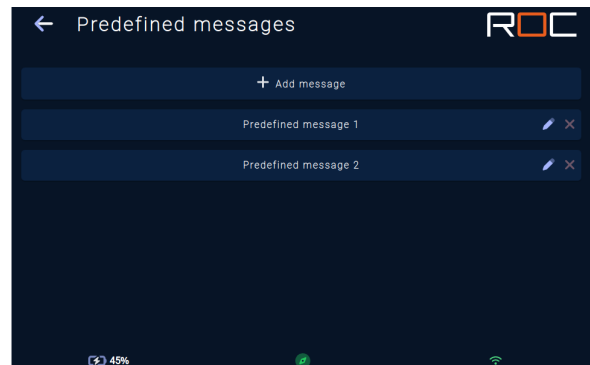 Predefined messages
ROC
Add message
Predefined message 1
Predefined message 2
45%